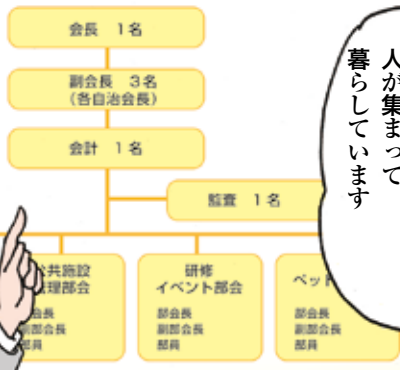 会長 1名
副会長 3名
(各自治会長)
会計 1名
監査 1名
共施設
理部会
会長
副部会長
部員
研修
イベント部会
部会長
副部会長
部員
ペット
部会長
副部会長
部員
人が集まって
暮らしています